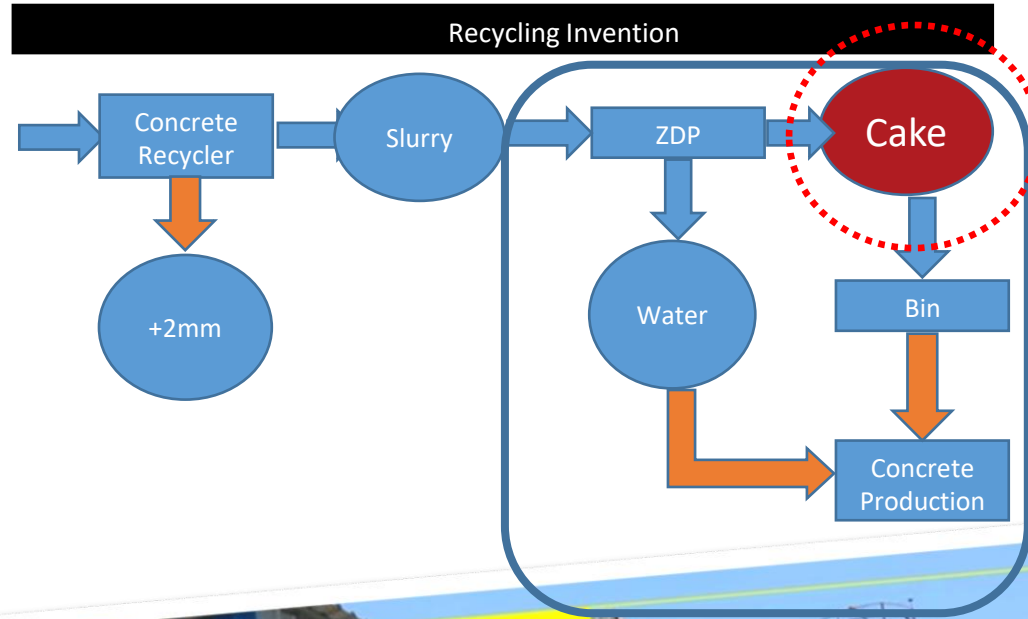 Recycling Invention
Concrete
Recycler
Slurry
ZDP
Cake
+2mm
Water
Bin
Concrete
Production